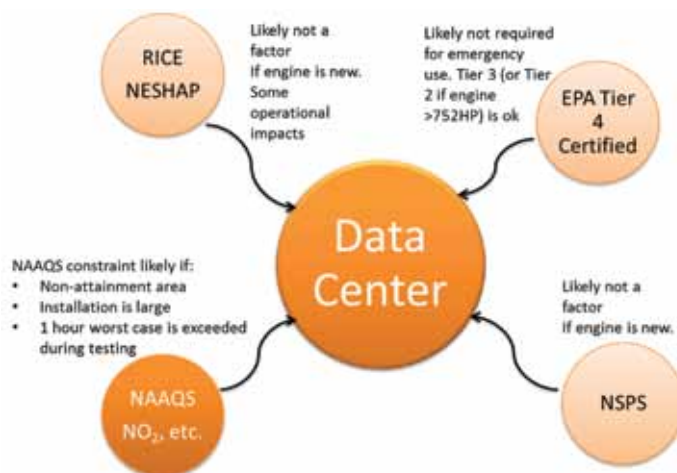 RICE
NESHAP
Likely not a
factor
If engine is new.
Some
operational
impacts
Likely not required
for emergency
use. Tier 3 (or Tier
2 if engine
>752HP) is ok
EPA Tier
4
Certified
Data
Center
NAAQS constraint likely if:
• Non-attainment area
• Installation is large
• 1 hour worst case is exceeded
during testing
NAAQS
NO₂, etc.
Likely not a
factor
If engine is new.
NSPS